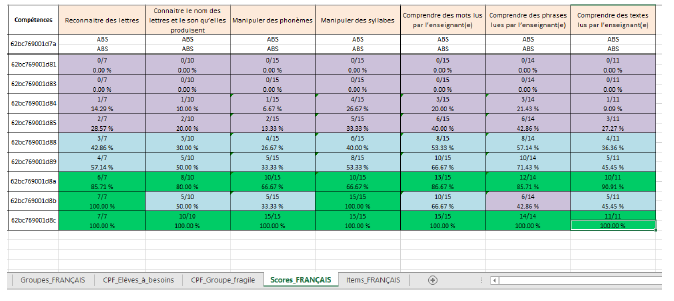 Compétences Reconnaitre des lettres Connaitre le nom des lettres et le son qu'elles produisent Manipuler des phonèmes Manipuler des syllabes Comprendre des mots lus par l'enseignant(e) Comprendre des phrases lues par l'enseignant(e) Comprendre des textes lus par l'enseignant(e)
62bc769001d7a ABS ABS ABS ABS ABS ABS ABS
ABS ABS ABS ABS ABS ABS ABS
62bc769001d81 0/7 0/10 0/15 0/15 0/15 0/14 0/11
0.00 % 0.00 % 0.00 % 0.00 % 0.00 % 0.00 % 0.00 %
62bc769001d83 0/7 0/10 0/15 0/15 0/15 0/14 0/11
0.00 % 0.00 % 0.00 % 0.00 % 0.00 % 0.00 % 0.00 %
62bc769001d84 1/7 1/10 1/15 4/15 3/15 3/14 1/11
14.29 % 10.00 % 6.67 % 26.67 % 20.00 % 21.43 % 9.09 %
62bc769001d85 2/7 2/10 2/15 5/15 6/15 6/14 3/11
28.57 % 20.00 % 13.33 % 33.33 % 40.00 % 42.86 % 27.27 %
62bc769001d88 3/7 3/10 4/15 6/15 8/15 8/14 4/11
42.86 % 30.00 % 26.67 % 40.00 % 53.33 % 57.14 % 36.36 %
62bc769001d89 4/7 5/10 5/15 8/15 10/15 10/14 5/11
57.14 % 50.00 % 33.33 % 53.33 % 66.67 % 71.43 % 45.45 %
62bc769001d8a 6/7 8/10 10/15 10/15 13/15 12/14 10/11
85.71 % 80.00 % 66.67 % 66.67 % 86.67 % 85.71 % 90.91 %
62bc769001d8b 7/7 5/10 5/15 15/15 10/15 6/14 5/11
100.00 % 50.00 % 33.33 % 100.00 % 66.67 % 42.86 % 45.45 %
62bc769001d8c 7/7 10/10 15/15 15/15 15/15 14/14 11/11
100.00 % 100.00 % 100.00 % 100.00 % 100.00 % 100.00 % 100.00 %
Groupes_FRANÇAIS CPF_Elèves_à_besoins CPF_Groupe_fragile Scores_FRANÇAIS Items_FRANÇAIS